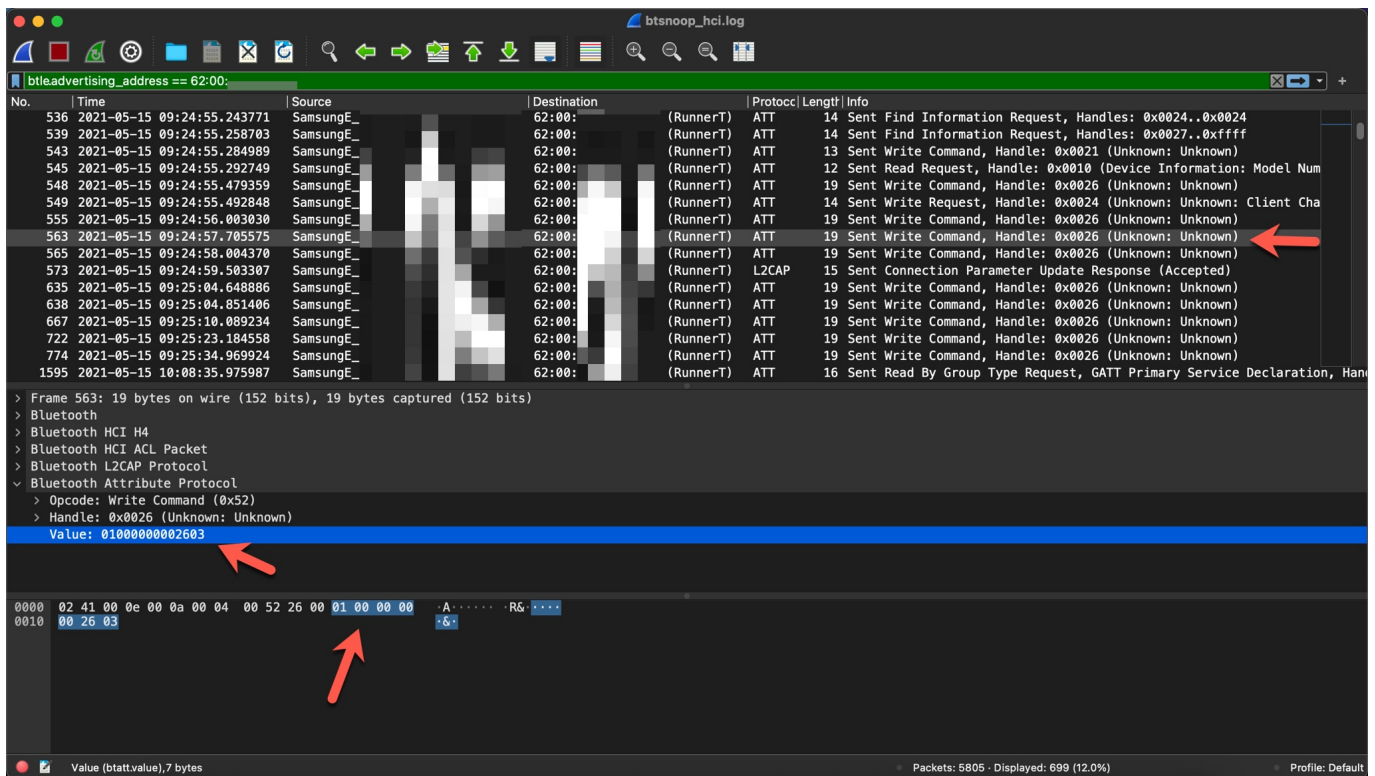 btsnoop_hci.log
btle.advertising_address == 62:00:
No. Time Source Destination Protocc Length Info
536 2021-05-15 09:24:55.243771 SamsungE_ 62:00: (RunnerT) ATT 14 Sent Find Information Request, Handles: 0x0024..0x0024
539 2021-05-15 09:24:55.258703 SamsungE_ 62:00: (RunnerT) ATT 14 Sent Find Information Request, Handles: 0x0027..0xffff
543 2021-05-15 09:24:55.284989 SamsungE_ 62:00: (RunnerT) ATT 13 Sent Write Command, Handle: 0x0021 (Unknown: Unknown)
545 2021-05-15 09:24:55.292749 SamsungE_ 62:00: (RunnerT) ATT 12 Sent Read Request, Handle: 0x0010 (Device Information: Model Num
548 2021-05-15 09:24:55.479359 SamsungE_ 62:00: (RunnerT) ATT 19 Sent Write Command, Handle: 0x0026 (Unknown: Unknown)
549 2021-05-15 09:24:55.492848 SamsungE_ 62:00: (RunnerT) ATT 14 Sent Write Request, Handle: 0x0024 (Unknown: Unknown: Client Cha
555 2021-05-15 09:24:56.003030 SamsungE_ 62:00: (RunnerT) ATT 19 Sent Write Command, Handle: 0x0026 (Unknown: Unknown)
563 2021-05-15 09:24:57.705575 SamsungE_ 62:00: (RunnerT) ATT 19 Sent Write Command, Handle: 0x0026 (Unknown: Unknown)
565 2021-05-15 09:24:58.004370 SamsungE_ 62:00: (RunnerT) ATT 19 Sent Write Command, Handle: 0x0026 (Unknown: Unknown)
573 2021-05-15 09:24:59.503307 SamsungE_ 62:00: (RunnerT) L2CAP 15 Sent Connection Parameter Update Response (Accepted)
635 2021-05-15 09:25:04.648886 SamsungE_ 62:00: (RunnerT) ATT 19 Sent Write Command, Handle: 0x0026 (Unknown: Unknown)
638 2021-05-15 09:25:04.851406 SamsungE_ 62:00: (RunnerT) ATT 19 Sent Write Command, Handle: 0x0026 (Unknown: Unknown)
667 2021-05-15 09:25:10.089234 SamsungE_ 62:00: (RunnerT) ATT 19 Sent Write Command, Handle: 0x0026 (Unknown: Unknown)
722 2021-05-15 09:25:23.184558 SamsungE_ 62:00: (RunnerT) ATT 19 Sent Write Command, Handle: 0x0026 (Unknown: Unknown)
774 2021-05-15 09:25:34.969924 SamsungE_ 62:00: (RunnerT) ATT 19 Sent Write Command, Handle: 0x0026 (Unknown: Unknown)
1595 2021-05-15 10:08:35.975987 SamsungE_ 62:00: (RunnerT) ATT 16 Sent Read By Group Type Request, GATT Primary Service Declaration, Han
Frame 563: 19 bytes on wire (152 bits), 19 bytes captured (152 bits)
Bluetooth
Bluetooth HCI H4
Bluetooth HCI ACL Packet
Bluetooth L2CAP Protocol
Bluetooth Attribute Protocol
Opcode: Write Command (0x52)
Handle: 0x0026 (Unknown: Unknown)
Value: 01000000002603
0000 02 41 00 0e 00 0a 00 04 00 52 26 00 01 00 00 00 ·A······ ·R&·····
0010 00 26 03 ·&·
Value (btatt.value), 7 bytes Packets: 5805 · Displayed: 699 (12.0%) Profile: Default